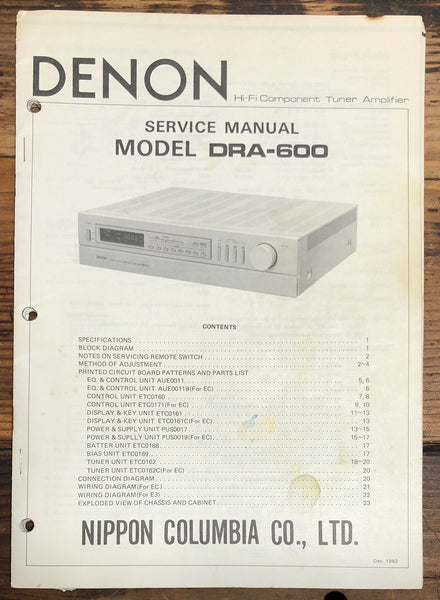 DENON
Hi-Fi Component Tuner Amplifier
SERVICE MANUAL
MODEL DRA-600
DENON
CONTENTS
SPECIFICATIONS 1
BLOCK DIAGRAM 1
NOTES ON SERVICING REMOTE SWITCH 2
METHOD OF ADJUSTMENT 2~4
PRINTED CIRCUIT BOARD PATTERNS AND PARTS LIST
EQ. & CONTROL UNIT AUE0011 5, 6
EQ. & CONTROL UNIT AUE0011B(For EC) 6
CONTROL UNIT ETC0160 7, 8
CONTROL UNIT ETC0171(For EC) 9, 10
DISPLAY & KEY UNIT ETC0161 11~13
DISPLAY & KEY UNIT ETC0161C(For EC) 13
POWER & SUPPLY UNIT PUS0017 13~15
POWER & SUPLLY UNIT PUS0019(For EC) 15~17
BATTER UNIT ETC0168 17
BIAS UNIT ETC0169 17
TUNER UNIT ETC0162 18~20
TUNER UNIT ETC0162C(For EC) 20
CONNECTION DIAGRAM 20
WIRING DIAGRAM(For EC) 21
WIRING DIAGRAM(For E3) 22
EXPLODED VIEW OF CHASSIS AND CABINET 23
NIPPON COLUMBIA CO., LTD.
Dec. 1982